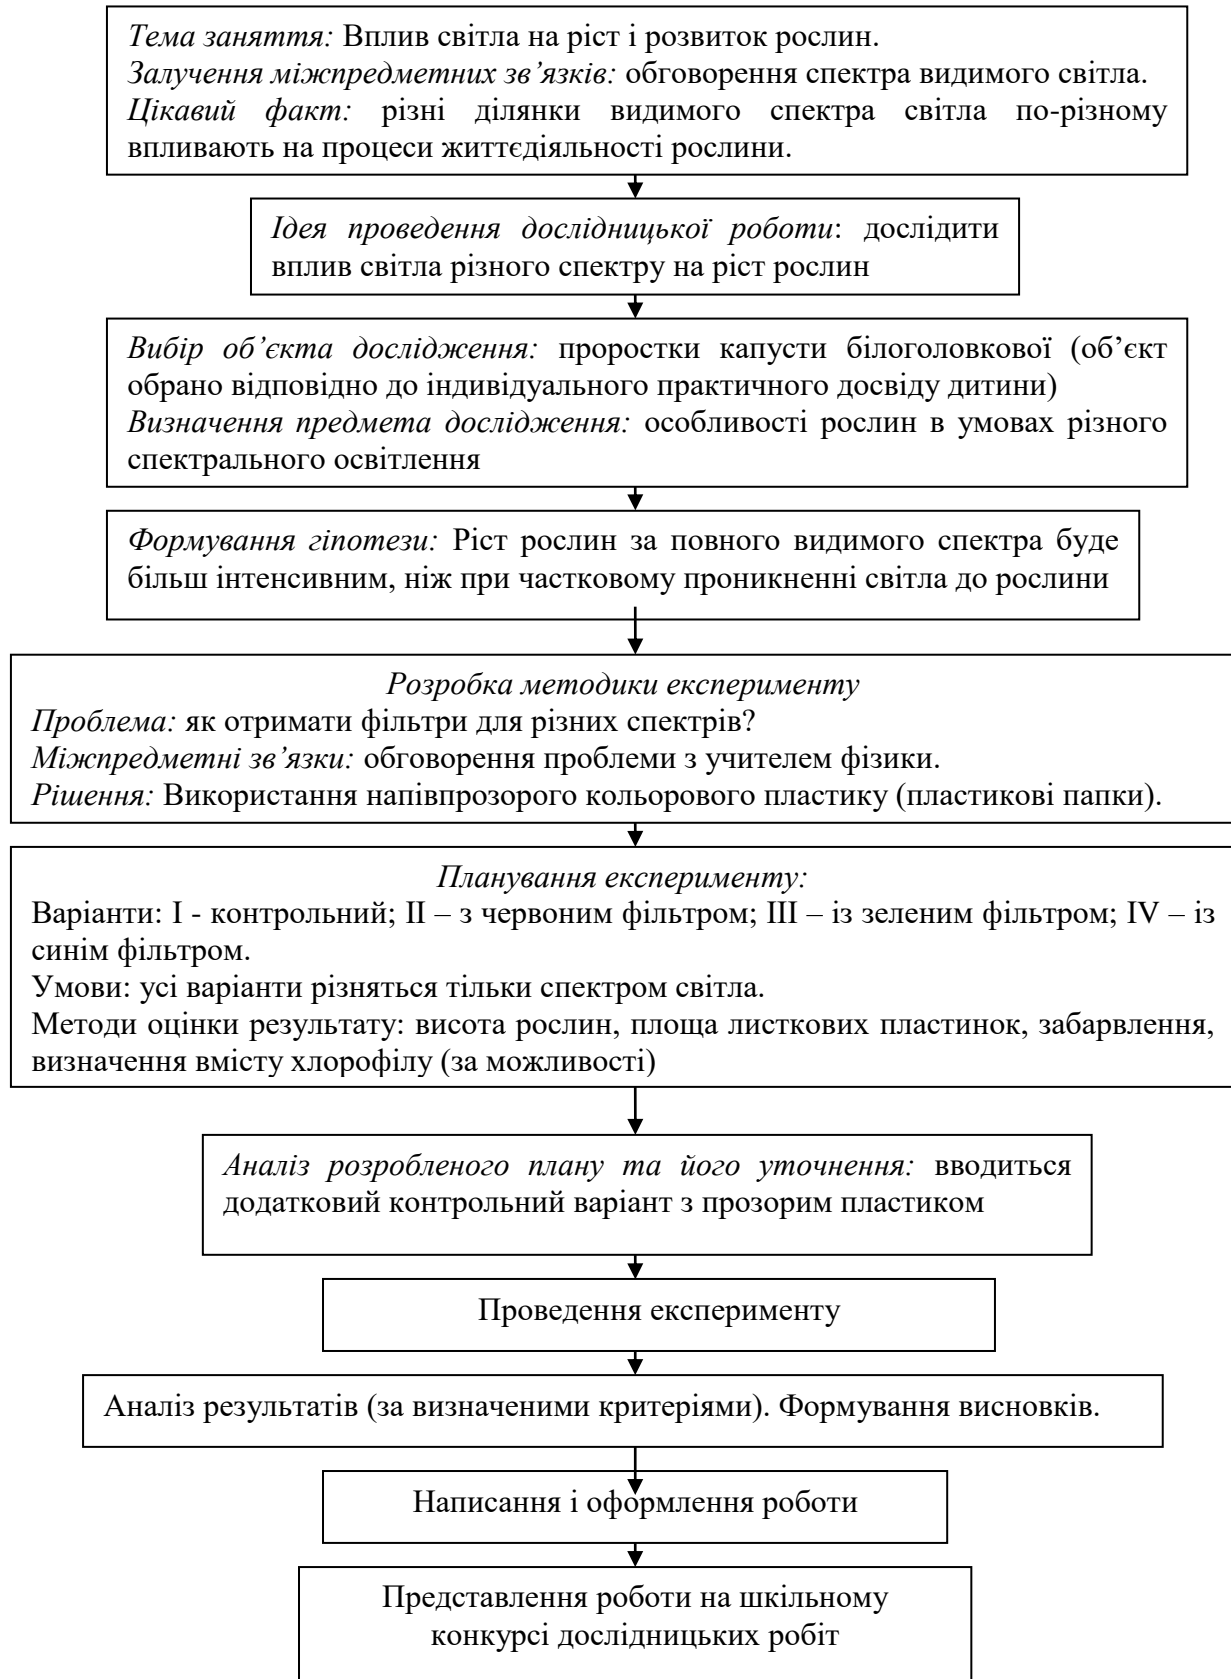 Тема заняття: Вплив світла на ріст і розвиток рослин.
Залучення міжпредметних зв’язків: обговорення спектра видимого світла.
Цікавий факт: різні ділянки видимого спектра світла по-різному
впливають на процеси життєдіяльності рослини.
Ідея проведення дослідницької роботи: дослідити
вплив світла різного спектру на ріст рослин
Вибір об’єкта дослідження: проростки капусти білоголовкової (об’єкт
обрано відповідно до індивідуального практичного досвіду дитини)
Визначення предмета дослідження: особливості рослин в умовах різного
спектрального освітлення
Формування гіпотези: Ріст рослин за повного видимого спектра буде
більш інтенсивним, ніж при частковому проникненні світла до рослини
Розробка методики експерименту
Проблема: як отримати фільтри для різних спектрів?
Міжпредметні зв’язки: обговорення проблеми з учителем фізики.
Рішення: Використання напівпрозорого кольорового пластику (пластикові папки).
Планування експерименту:
Варіанти: І - контрольний; ІІ – з червоним фільтром; ІІІ – із зеленим фільтром; IV – із
синім фільтром.
Умови: усі варіанти різняться тільки спектром світла.
Методи оцінки результату: висота рослин, площа листкових пластинок, забарвлення,
визначення вмісту хлорофілу (за можливості)
Аналіз розробленого плану та його уточнення: вводиться
додатковий контрольний варіант з прозорим пластиком
Проведення експерименту
Аналіз результатів (за визначеними критеріями). Формування висновків.
Написання і оформлення роботи
Представлення роботи на шкільному
конкурсі дослідницьких робіт